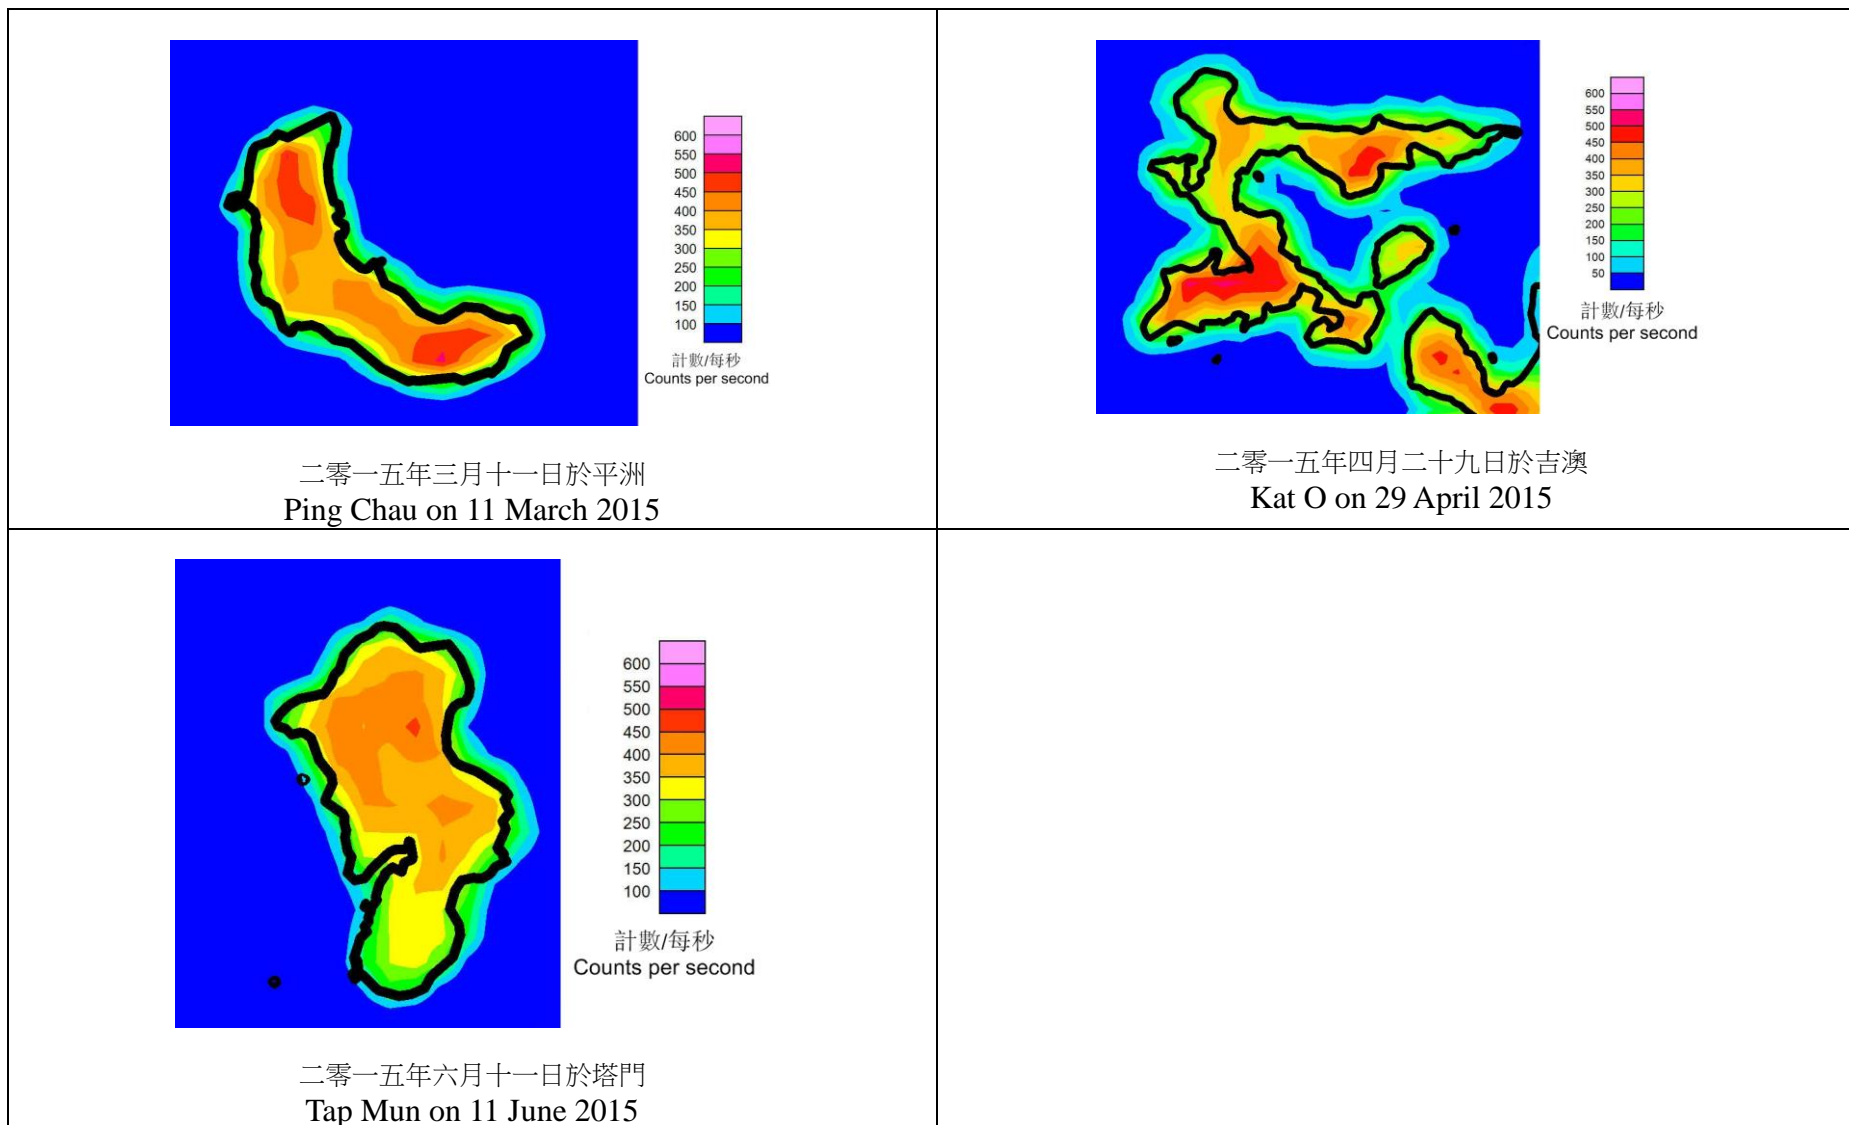 600
550
500
450
400
350
300
250
200
150
100
計數/每秒
Counts per second
二零一五年三月十一日於平洲
Ping Chau on 11 March 2015
600
550
500
450
400
350
300
250
200
150
100
50
計數/每秒
Counts per second
二零一五年四月二十九日於吉澳
Kat O on 29 April 2015
600
550
500
450
400
350
300
250
200
150
100
計數/每秒
Counts per second
二零一五年六月十一日於塔門
Tap Mun on 11 June 2015